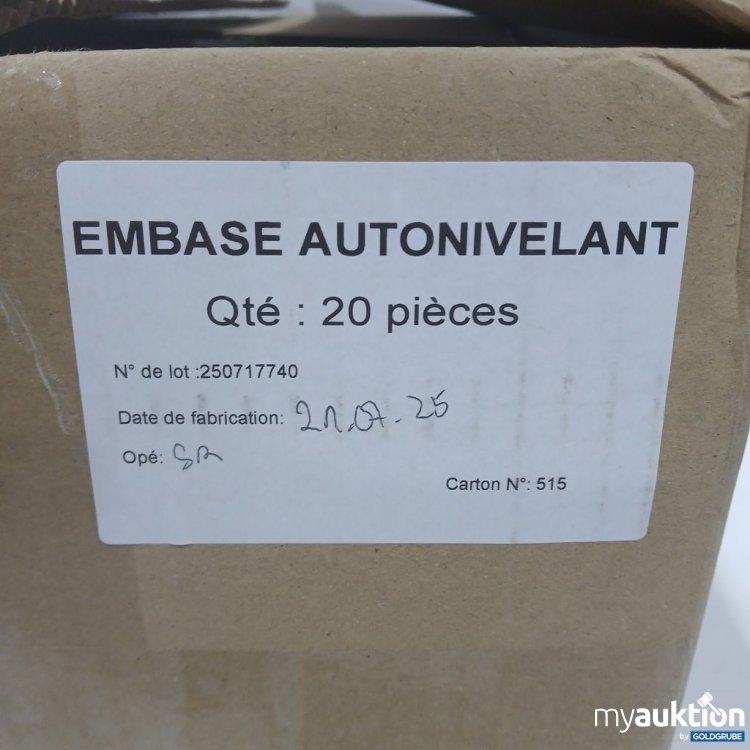 EMBASE AUTONIVELANT
Qté : 20 pièces
N° de lot :250717740
Date de fabrication: 21.07.25
Opé: SR
Carton N°: 515
myauktion
by GOLDGRUBE